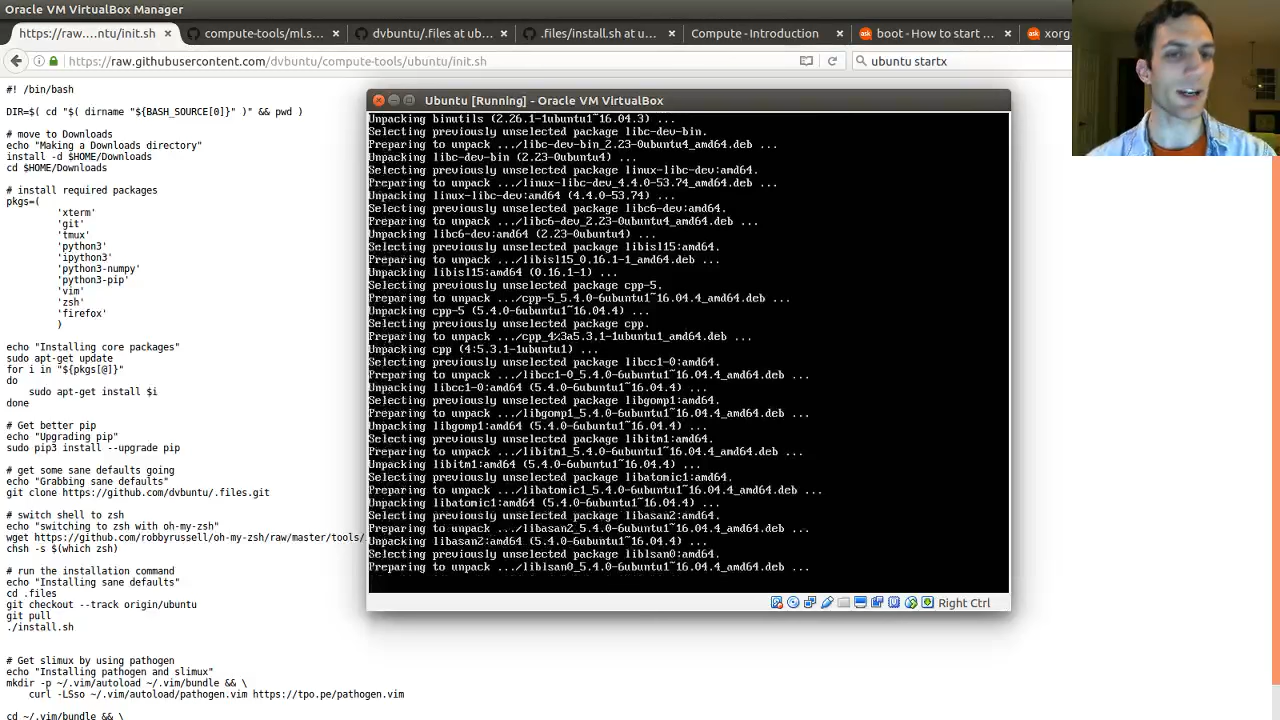 Oracle VM VirtualBox Manager
https://raw....ntu/init.sh ×
compute-tools/ml.s... ×
dvbuntu/.files at ub... ×
.files/install.sh at u... ×
Compute - Introduction ×
ask boot - How to start ... ×
ask xorg
https://raw.githubusercontent.com/dvbuntu/compute-tools/ubuntu/init.sh
ubuntu startx
#! /bin/bash
DIR=$( cd "$( dirname "${BASH_SOURCE[0]}" )" && pwd )
# move to Downloads
echo "Making a Downloads directory"
install -d $HOME/Downloads
cd $HOME/Downloads
# install required packages
pkgs=(
'xterm'
'git'
'tmux'
'python3'
'ipython3'
'python3-numpy'
'python3-pip'
'vim'
'zsh'
'firefox'
)
echo "Installing core packages"
sudo apt-get update
for i in "${pkgs[@]}"
do
sudo apt-get install $i
done
# Get better pip
echo "Upgrading pip"
sudo pip3 install --upgrade pip
# get some sane defaults going
echo "Grabbing sane defaults"
git clone https://github.com/dvbuntu/.files.git
# switch shell to zsh
echo "switching to zsh with oh-my-zsh"
wget https://github.com/robbyrussell/oh-my-zsh/raw/master/tools/
chsh -s $(which zsh)
# run the installation command
echo "Installing sane defaults"
cd .files
git checkout --track origin/ubuntu
git pull
./install.sh
# Get slimux by using pathogen
echo "Installing pathogen and slimux"
mkdir -p ~/.vim/autoload ~/.vim/bundle && \
curl -LSso ~/.vim/autoload/pathogen.vim https://tpo.pe/pathogen.vim
cd ~/.vim/bundle && \
Ubuntu [Running] - Oracle VM VirtualBox
Unpacking binutils (2.26.1-1ubuntu1~16.04.3) ...
Selecting previously unselected package libc-dev-bin.
Preparing to unpack .../libc-dev-bin_2.23-0ubuntu4_amd64.deb ...
Unpacking libc-dev-bin (2.23-0ubuntu4) ...
Selecting previously unselected package linux-libc-dev:amd64.
Preparing to unpack .../linux-libc-dev_4.4.0-53.74_amd64.deb ...
Unpacking linux-libc-dev:amd64 (4.4.0-53.74) ...
Selecting previously unselected package libc6-dev:amd64.
Preparing to unpack .../libc6-dev_2.23-0ubuntu4_amd64.deb ...
Unpacking libc6-dev:amd64 (2.23-0ubuntu4) ...
Selecting previously unselected package libisl15:amd64.
Preparing to unpack .../libisl15_0.16.1-1_amd64.deb ...
Unpacking libisl15:amd64 (0.16.1-1) ...
Selecting previously unselected package cpp-5.
Preparing to unpack .../cpp-5_5.4.0-6ubuntu1~16.04.4_amd64.deb ...
Unpacking cpp-5 (5.4.0-6ubuntu1~16.04.4) ...
Selecting previously unselected package cpp.
Preparing to unpack .../cpp_4%3a5.3.1-1ubuntu1_amd64.deb ...
Unpacking cpp (4:5.3.1-1ubuntu1) ...
Selecting previously unselected package libcc1-0:amd64.
Preparing to unpack .../libcc1-0_5.4.0-6ubuntu1~16.04.4_amd64.deb ...
Unpacking libcc1-0:amd64 (5.4.0-6ubuntu1~16.04.4) ...
Selecting previously unselected package libgomp1:amd64.
Preparing to unpack .../libgomp1_5.4.0-6ubuntu1~16.04.4_amd64.deb ...
Unpacking libgomp1:amd64 (5.4.0-6ubuntu1~16.04.4) ...
Selecting previously unselected package libitm1:amd64.
Preparing to unpack .../libitm1_5.4.0-6ubuntu1~16.04.4_amd64.deb ...
Unpacking libitm1:amd64 (5.4.0-6ubuntu1~16.04.4) ...
Selecting previously unselected package libatomic1:amd64.
Preparing to unpack .../libatomic1_5.4.0-6ubuntu1~16.04.4_amd64.deb ...
Unpacking libatomic1:amd64 (5.4.0-6ubuntu1~16.04.4) ...
Selecting previously unselected package libasan2:amd64.
Preparing to unpack .../libasan2_5.4.0-6ubuntu1~16.04.4_amd64.deb ...
Unpacking libasan2:amd64 (5.4.0-6ubuntu1~16.04.4) ...
Selecting previously unselected package liblsan0:amd64.
Preparing to unpack .../liblsan0_5.4.0-6ubuntu1~16.04.4_amd64.deb ...
Right Ctrl